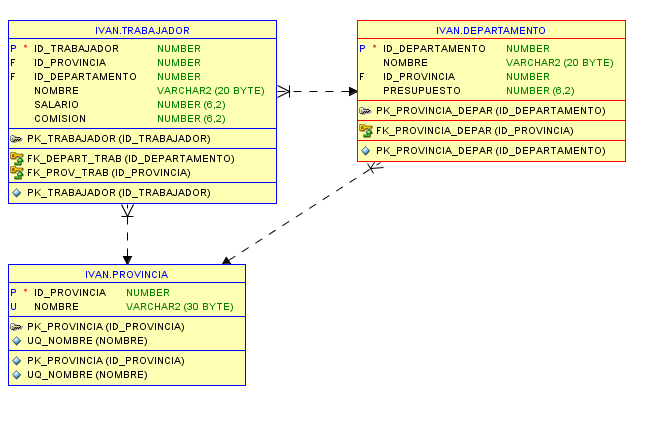 IVAN.TRABAJADOR
P * ID_TRABAJADOR NUMBER
F ID_PROVINCIA NUMBER
F ID_DEPARTAMENTO NUMBER
NOMBRE VARCHAR2 (20 BYTE)
SALARIO NUMBER (6,2)
COMISION NUMBER (6,2)
PK_TRABAJADOR (ID_TRABAJADOR)
FK_DEPART_TRAB (ID_DEPARTAMENTO)
FK_PROV_TRAB (ID_PROVINCIA)
PK_TRABAJADOR (ID_TRABAJADOR)
IVAN.DEPARTAMENTO
P * ID_DEPARTAMENTO NUMBER
NOMBRE VARCHAR2 (20 BYTE)
F ID_PROVINCIA NUMBER
PRESUPUESTO NUMBER (6,2)
PK_PROVINCIA_DEPAR (ID_DEPARTAMENTO)
FK_PROVINCIA_DEPAR (ID_PROVINCIA)
PK_PROVINCIA_DEPAR (ID_DEPARTAMENTO)
IVAN.PROVINCIA
P * ID_PROVINCIA NUMBER
U NOMBRE VARCHAR2 (30 BYTE)
PK_PROVINCIA (ID_PROVINCIA)
UQ_NOMBRE (NOMBRE)
PK_PROVINCIA (ID_PROVINCIA)
UQ_NOMBRE (NOMBRE)